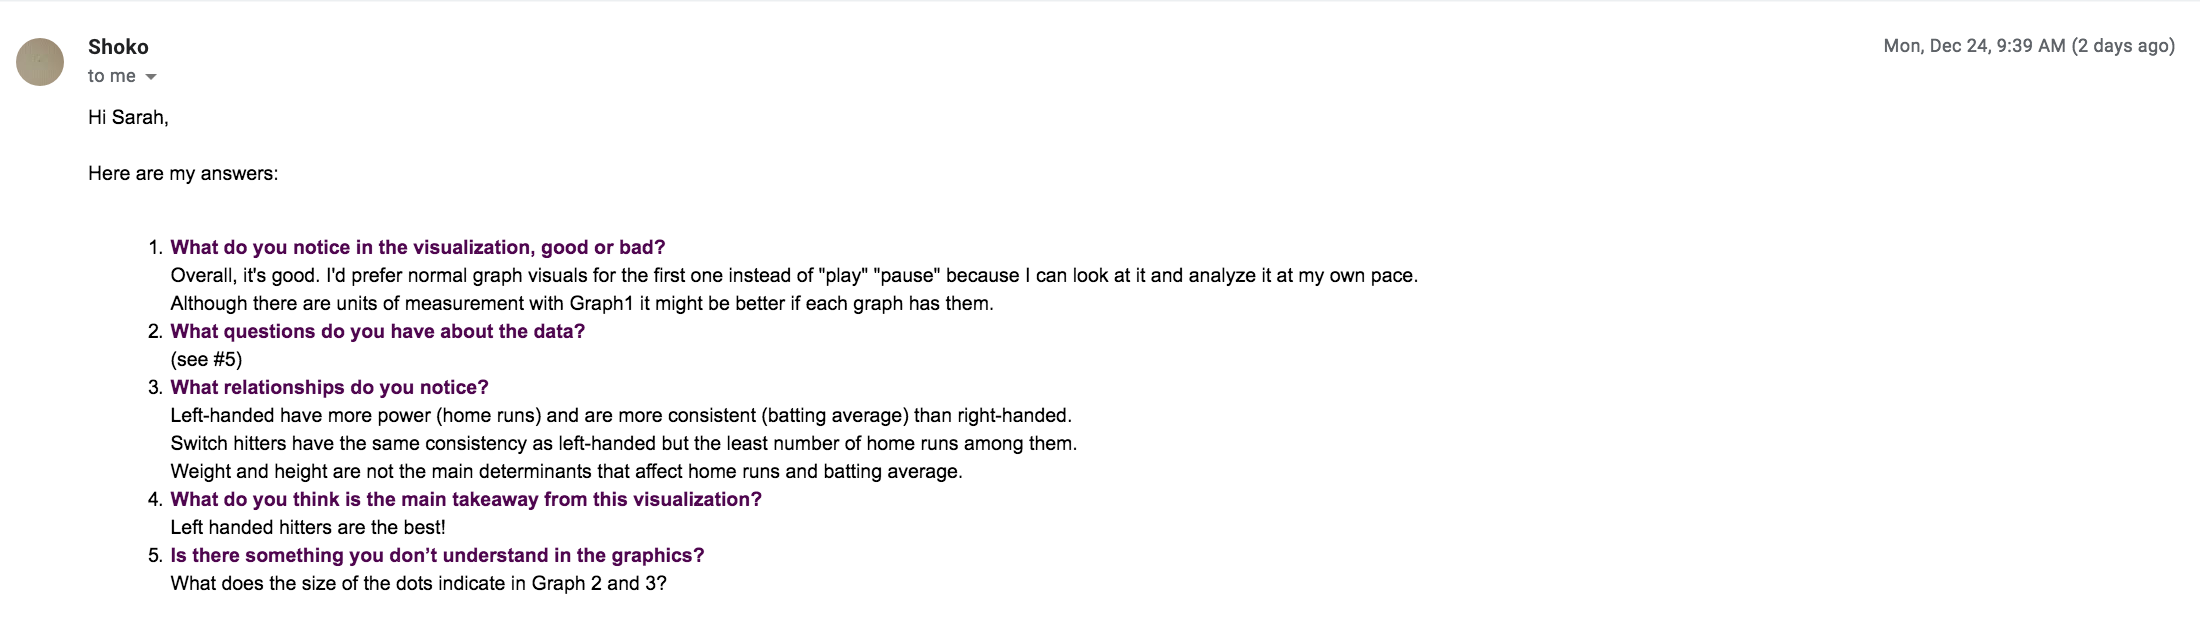 Shoko
Mon, Dec 24, 9:39 AM (2 days ago)
to me
Hi Sarah,
Here are my answers:
1. What do you notice in the visualization, good or bad?
Overall, it's good. I'd prefer normal graph visuals for the first one instead of "play" "pause" because I can look at it and analyze it at my own pace.
Although there are units of measurement with Graph1 it might be better if each graph has them.
2. What questions do you have about the data?
(see #5)
3. What relationships do you notice?
Left-handed have more power (home runs) and are more consistent (batting average) than right-handed.
Switch hitters have the same consistency as left-handed but the least number of home runs among them.
Weight and height are not the main determinants that affect home runs and batting average.
4. What do you think is the main takeaway from this visualization?
Left handed hitters are the best!
5. Is there something you don’t understand in the graphics?
What does the size of the dots indicate in Graph 2 and 3?